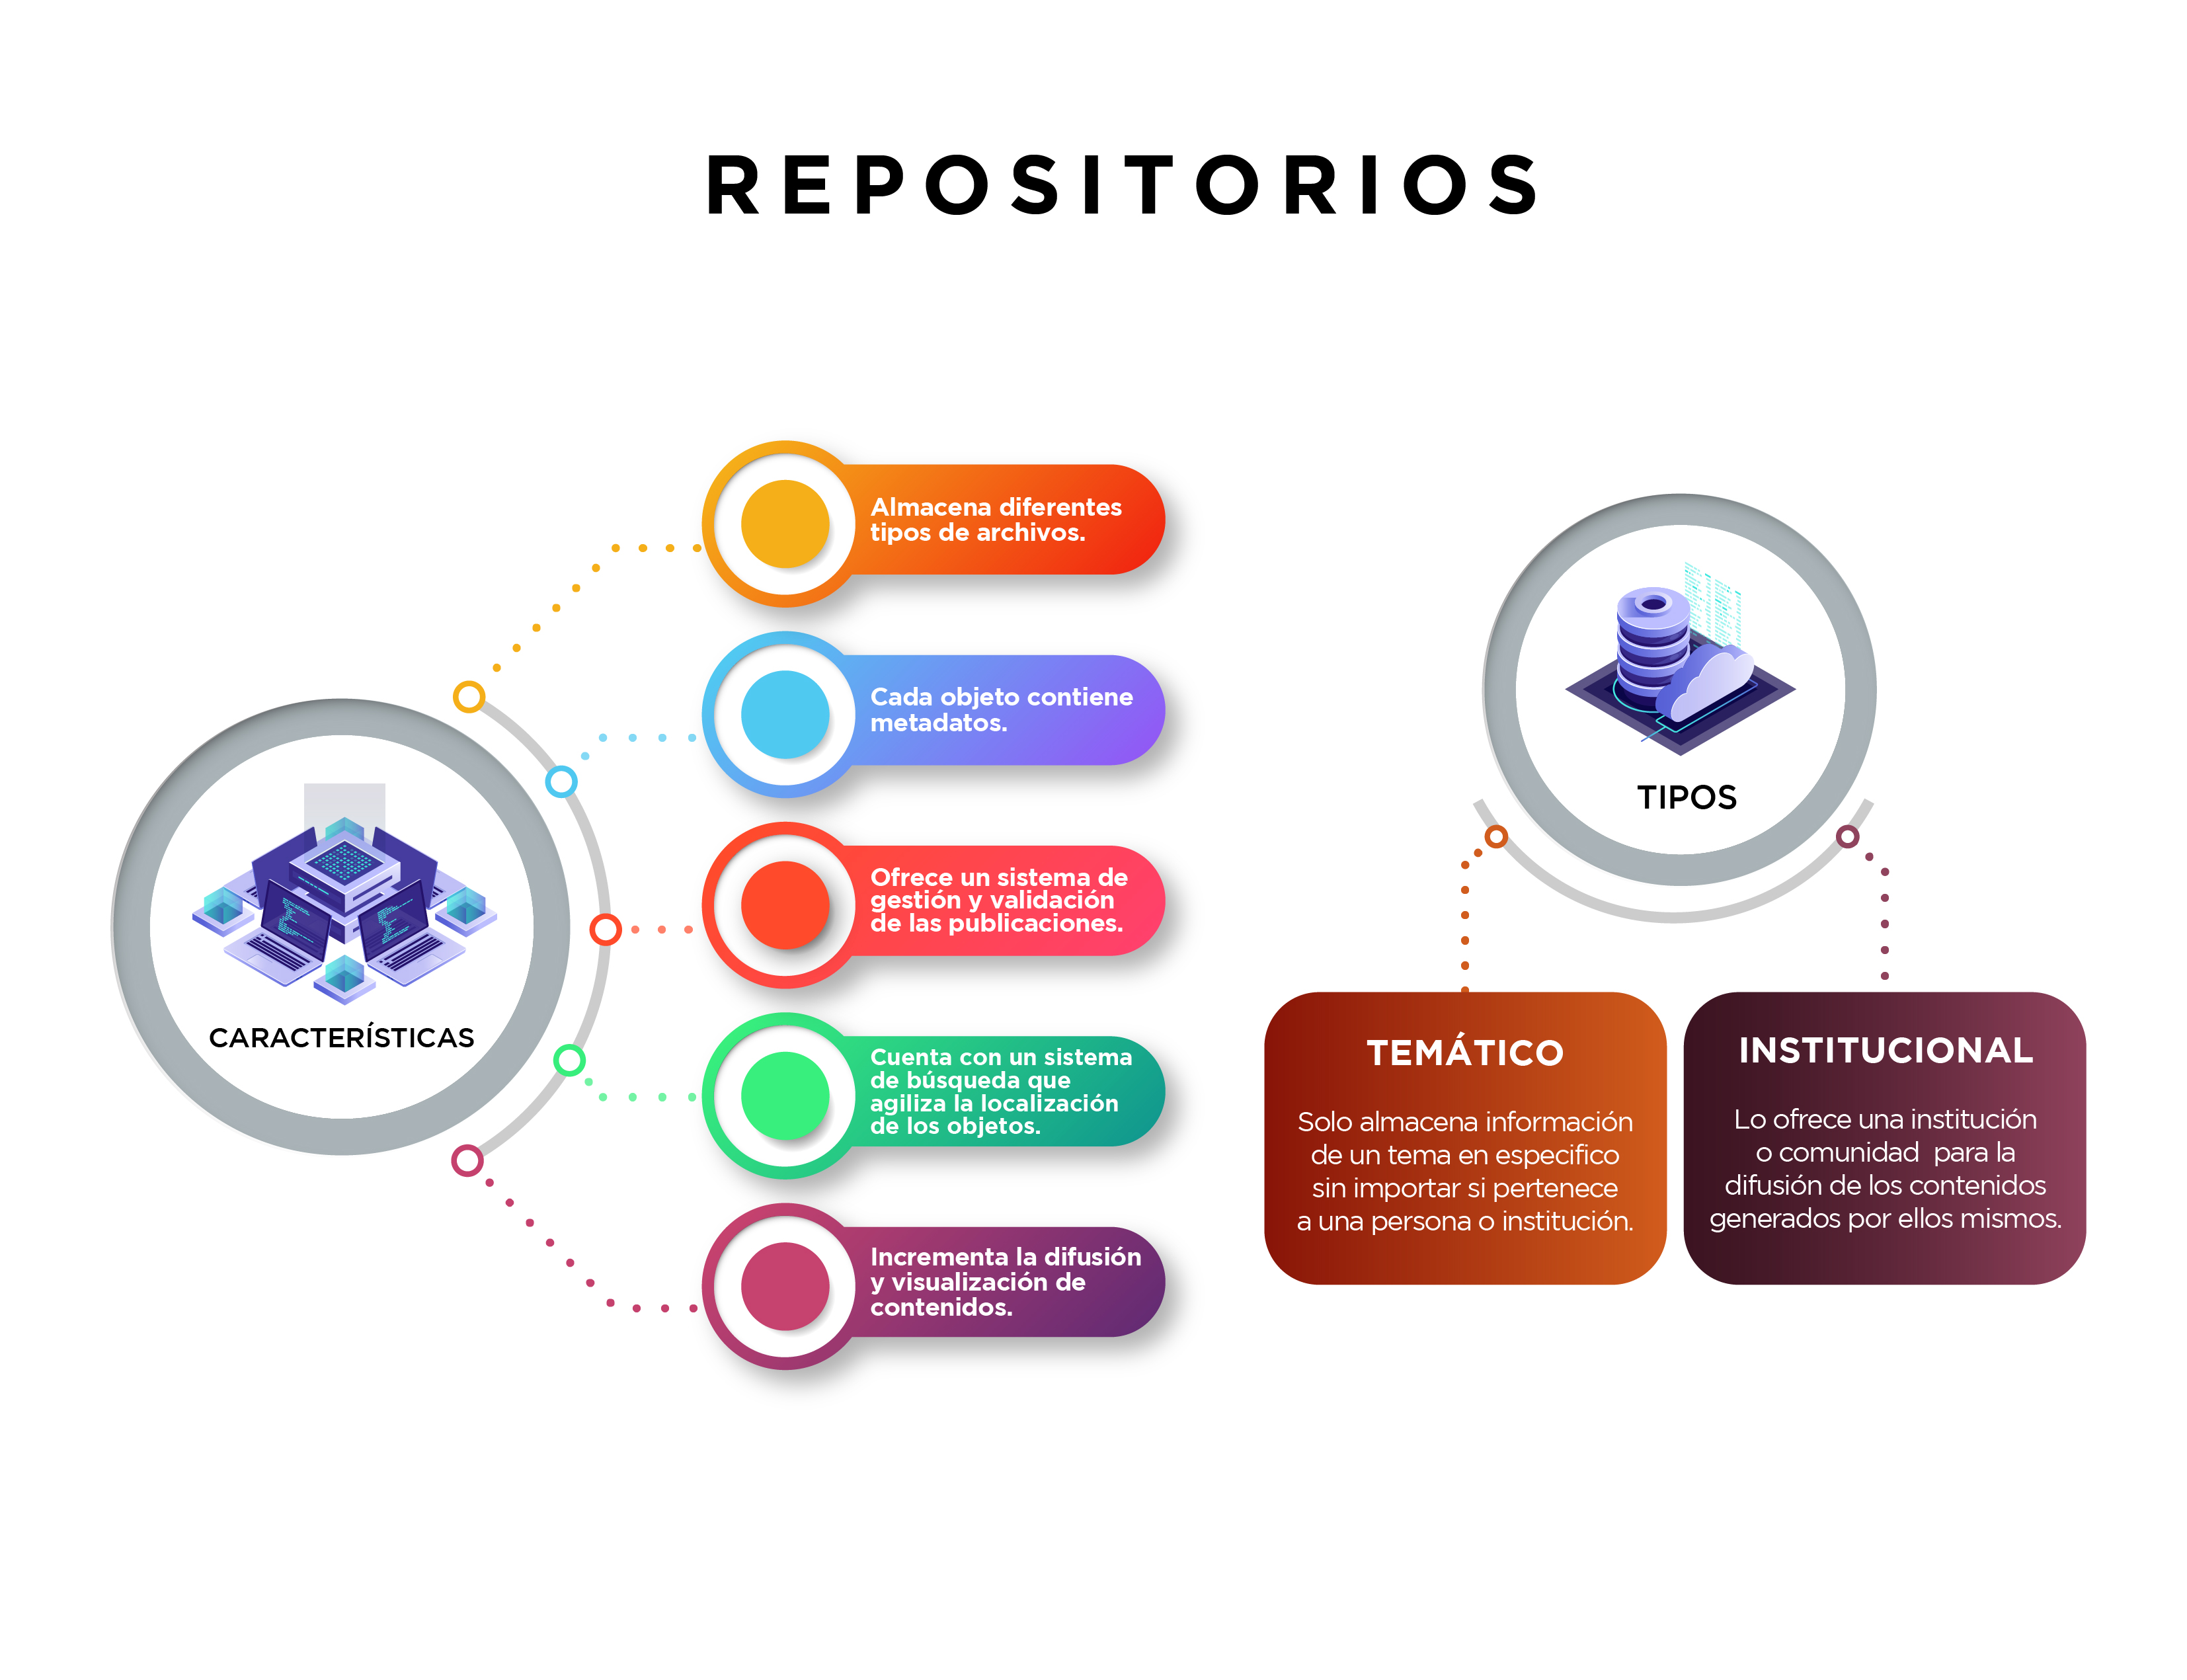 REPOSITORIOS
CARACTERÍSTICAS
Almacena diferentes
tipos de archivos.
Cada objeto contiene
metadatos.
Ofrece un sistema de
gestión y validación
de las publicaciones.
Cuenta con un sistema
de búsqueda que
agiliza la localización
de los objetos.
Incrementa la difusión
y visualización de
contenidos.
TIPOS
TEMÁTICO
Solo almacena información
de un tema en especifico
sin importar si pertenece
a una persona o institución.
INSTITUCIONAL
Lo ofrece una institución
o comunidad  para la
difusión de los contenidos
generados por ellos mismos.